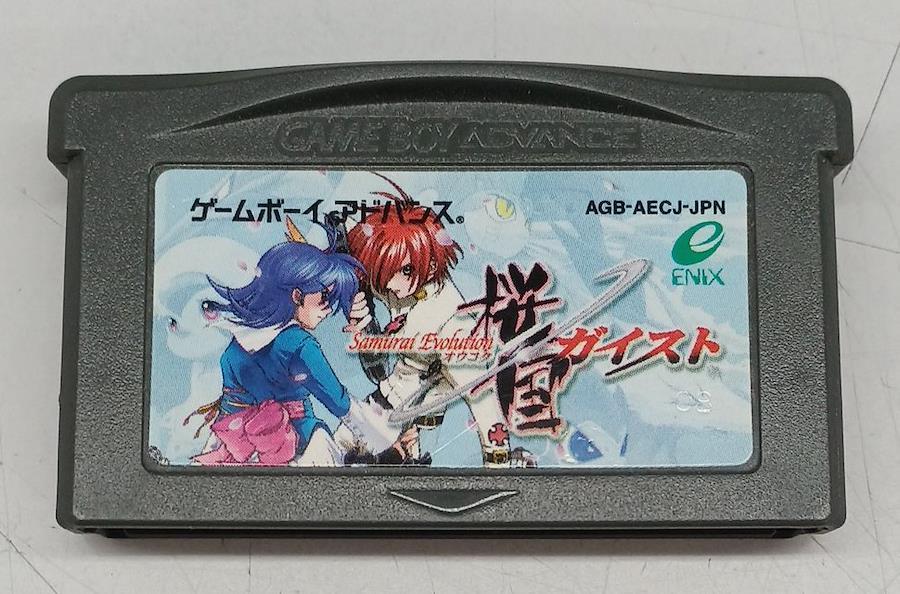 GAME BOY ADVANCE
ゲームボーイ アドバンス®
AGB-AECJ-JPN
e
ENIX
Samurai Evolution
オウコク
桜国
ガイスト